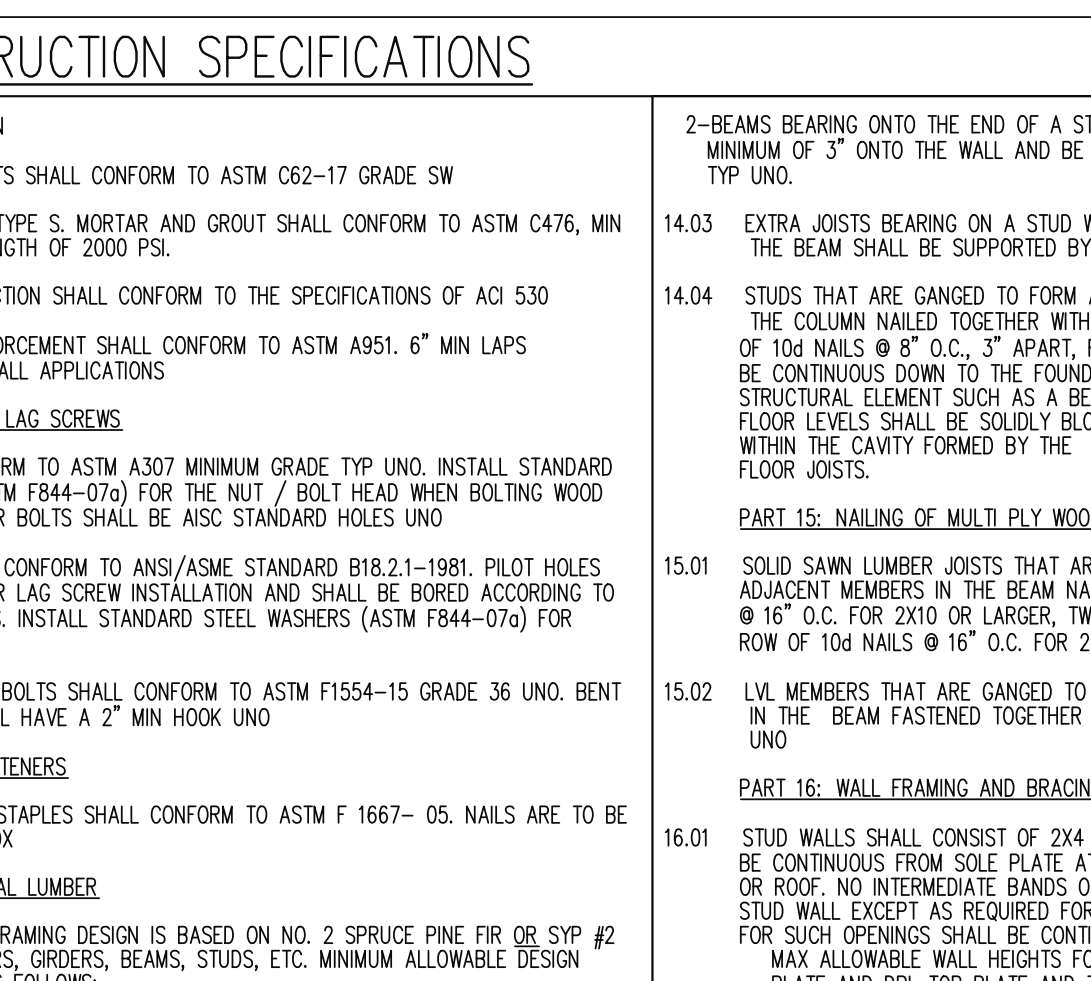 RUCTION SPECIFICATIONS
N
TS SHALL CONFORM TO ASTM C62-17 GRADE SW
TYPE S. MORTAR AND GROUT SHALL CONFORM TO ASTM C476, MIN
NGTH OF 2000 PSI.
CTION SHALL CONFORM TO THE SPECIFICATIONS OF ACI 530
ORCEMENT SHALL CONFORM TO ASTM A951. 6" MIN LAPS
ALL APPLICATIONS
LAG SCREWS
ORM TO ASTM A307 MINIMUM GRADE TYP UNO. INSTALL STANDARD
TM F844-07a) FOR THE NUT / BOLT HEAD WHEN BOLTING WOOD
R BOLTS SHALL BE AISC STANDARD HOLES UNO
CONFORM TO ANSI/ASME STANDARD B18.2.1-1981. PILOT HOLES
R LAG SCREW INSTALLATION AND SHALL BE BORED ACCORDING TO
S. INSTALL STANDARD STEEL WASHERS (ASTM F844-07a) FOR
BOLTS SHALL CONFORM TO ASTM F1554-15 GRADE 36 UNO. BENT
L HAVE A 2" MIN HOOK UNO
TENERS
STAPLES SHALL CONFORM TO ASTM F 1667- 05. NAILS ARE TO BE
OX
AL LUMBER
RAMING DESIGN IS BASED ON NO. 2 SPRUCE PINE FIR OR SYP #2
RS, GIRDERS, BEAMS, STUDS, ETC. MINIMUM ALLOWABLE DESIGN
S FOLLOWS:
2-BEAMS BEARING ONTO THE END OF A ST
MINIMUM OF 3" ONTO THE WALL AND BE
TYP UNO.
14.03 EXTRA JOISTS BEARING ON A STUD W
THE BEAM SHALL BE SUPPORTED BY
14.04 STUDS THAT ARE GANGED TO FORM A
THE COLUMN NAILED TOGETHER WITH
OF 10d NAILS @ 8" O.C., 3" APART, F
BE CONTINUOUS DOWN TO THE FOUND
STRUCTURAL ELEMENT SUCH AS A BE
FLOOR LEVELS SHALL BE SOLIDLY BLO
WITHIN THE CAVITY FORMED BY THE
FLOOR JOISTS.
PART 15: NAILING OF MULTI PLY WOO
15.01 SOLID SAWN LUMBER JOISTS THAT AR
ADJACENT MEMBERS IN THE BEAM NA
@ 16" O.C. FOR 2X10 OR LARGER, TW
ROW OF 10d NAILS @ 16" O.C. FOR 2
15.02 LVL MEMBERS THAT ARE GANGED TO
IN THE BEAM FASTENED TOGETHER
UNO
PART 16: WALL FRAMING AND BRACIN
16.01 STUD WALLS SHALL CONSIST OF 2X4
BE CONTINUOUS FROM SOLE PLATE AT
OR ROOF. NO INTERMEDIATE BANDS O
STUD WALL EXCEPT AS REQUIRED FOR
FOR SUCH OPENINGS SHALL BE CONTI
MAX ALLOWABLE WALL HEIGHTS FO
PLATE AND DBL TOP PLATE AND